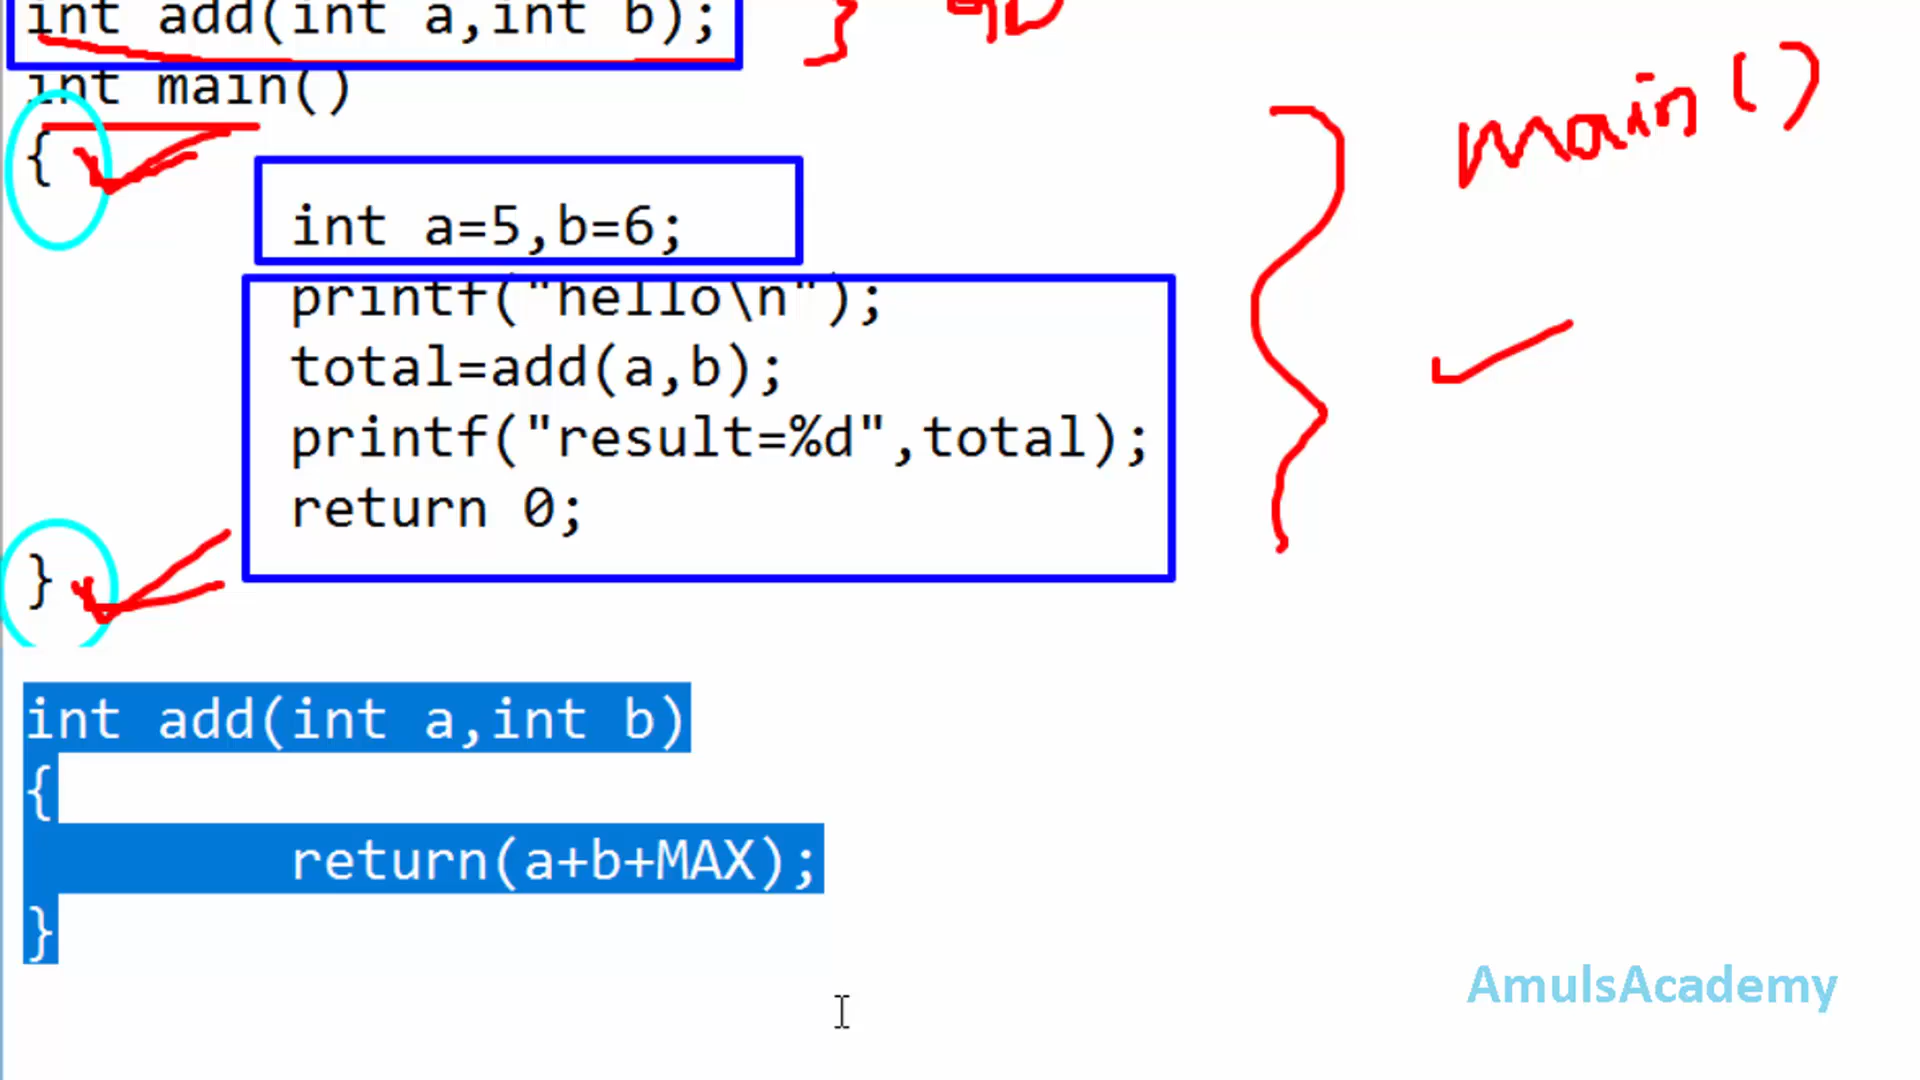 int add(int a,int b);
int main()
main()
{
int a=5,b=6;
printf("hello\n");
total=add(a,b);
printf("result=%d",total);
return 0;
}
int add(int a,int b)
{
return(a+b+MAX);
}
AmulsAcademy